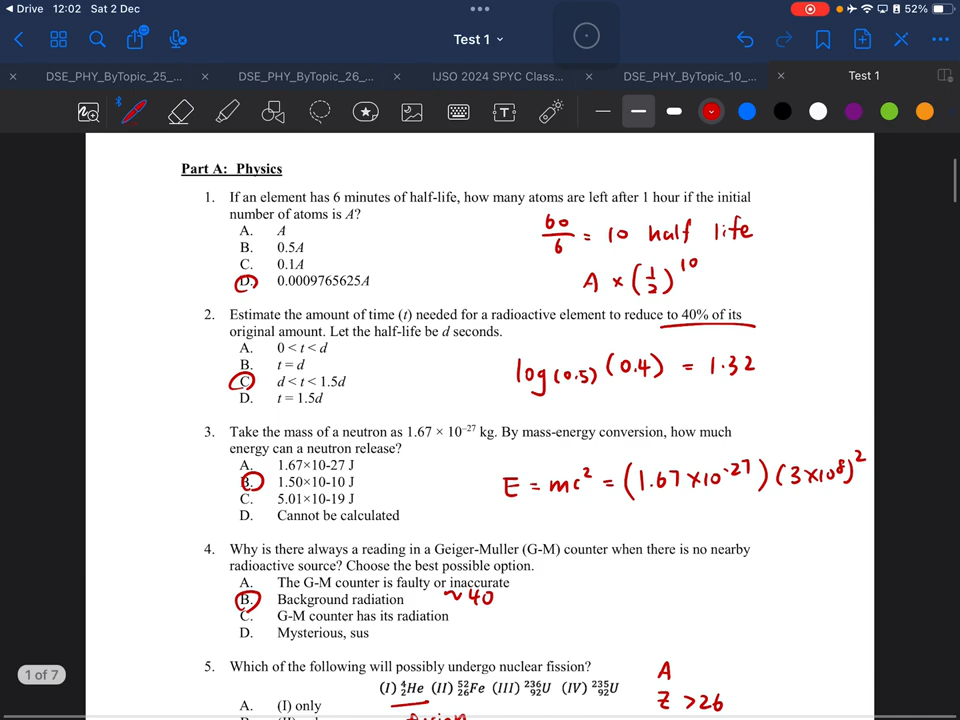 Drive 12:02 Sat 2 Dec
52%
Test 1
DSE_PHY_ByTopic_25_...
DSE_PHY_ByTopic_26_...
IJSO 2024 SPYC Class...
DSE_PHY_ByTopic_10_...
Test 1
Part A: Physics
1. If an element has 6 minutes of half-life, how many atoms are left after 1 hour if the initial
number of atoms is A?
A. A
B. 0.5A
C. 0.1A
D. 0.0009765625A
60/6 = 10 half life
A × (1/2)^10
2. Estimate the amount of time (t) needed for a radioactive element to reduce to 40% of its
original amount. Let the half-life be d seconds.
A. 0 < t < d
B. t = d
C. d < t < 1.5d
D. t = 1.5d
log(0.5) (0.4) = 1.32
3. Take the mass of a neutron as 1.67 × 10⁻²⁷ kg. By mass-energy conversion, how much
energy can a neutron release?
A. 1.67×10-27 J
B. 1.50×10-10 J
C. 5.01×10-19 J
D. Cannot be calculated
E = mc² = (1.67×10⁻²⁷)(3×10⁸)²
4. Why is there always a reading in a Geiger-Muller (G-M) counter when there is no nearby
radioactive source? Choose the best possible option.
A. The G-M counter is faulty or inaccurate
B. Background radiation
~40
C. G-M counter has its radiation
D. Mysterious, sus
5. Which of the following will possibly undergo nuclear fission?
(I) ⁴₂He (II) ⁵²₂₆Fe (III) ²³⁶₉₂U (IV) ²³⁵₉₂U
A
Z > 26
A. (I) only
1 of 7